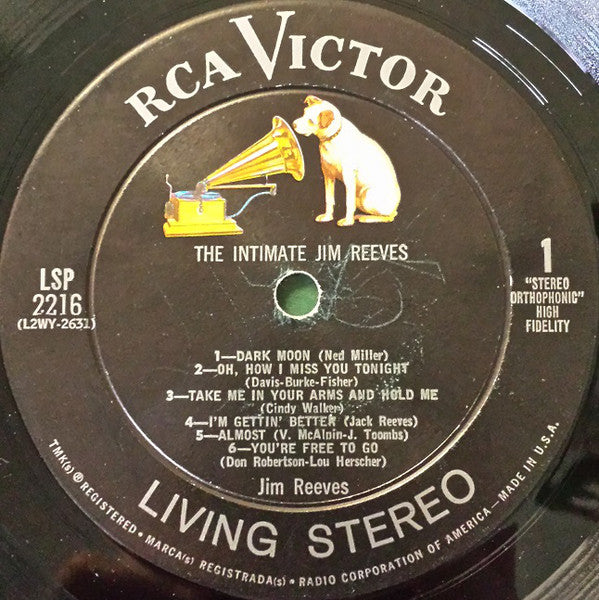 RCA VICTOR
THE INTIMATE JIM REEVES
LSP
2216
(L2WY-2631)
1
"STEREO
ORTHOPHONIC"
HIGH
FIDELITY
1—DARK MOON (Ned Miller)
2—OH, HOW I MISS YOU TONIGHT
(Davis-Burke-Fisher)
3—TAKE ME IN YOUR ARMS AND HOLD ME
(Cindy Walker)
4—I'M GETTIN' BETTER (Jack Reeves)
5—ALMOST (V. McAlpin-J. Toombs)
6—YOU'RE FREE TO GO
(Don Robertson-Lou Herscher)
Jim Reeves
LIVING STEREO
TMK(s) ® REGISTERED • MARCA(s) REGISTRADA(s) • RADIO CORPORATION OF AMERICA—MADE IN U.S.A.